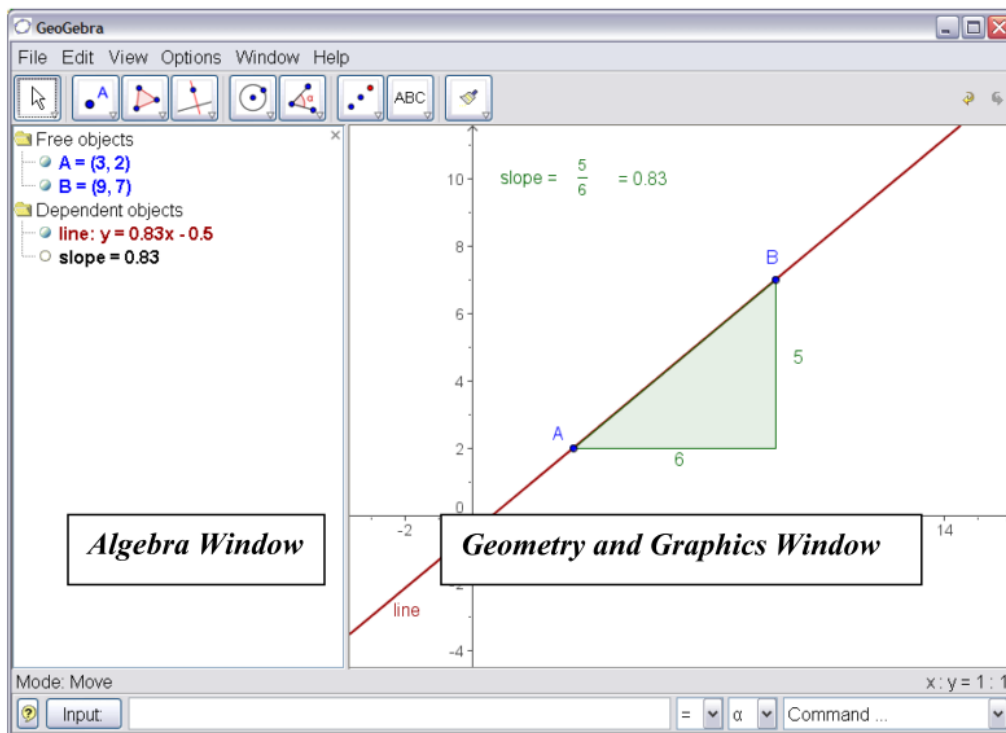 GeoGebra
File Edit View Options Window Help
A
ABC
Free objects
A = (3, 2)
B = (9, 7)
Dependent objects
line: y = 0.83x - 0.5
slope = 0.83
slope = 5/6 = 0.83
10
8
6
4
2
0
-2
14
-2
-4
A
B
5
6
line
Algebra Window
Geometry and Graphics Window
Mode: Move
x : y = 1 : 1
Input:
=
α
Command ...